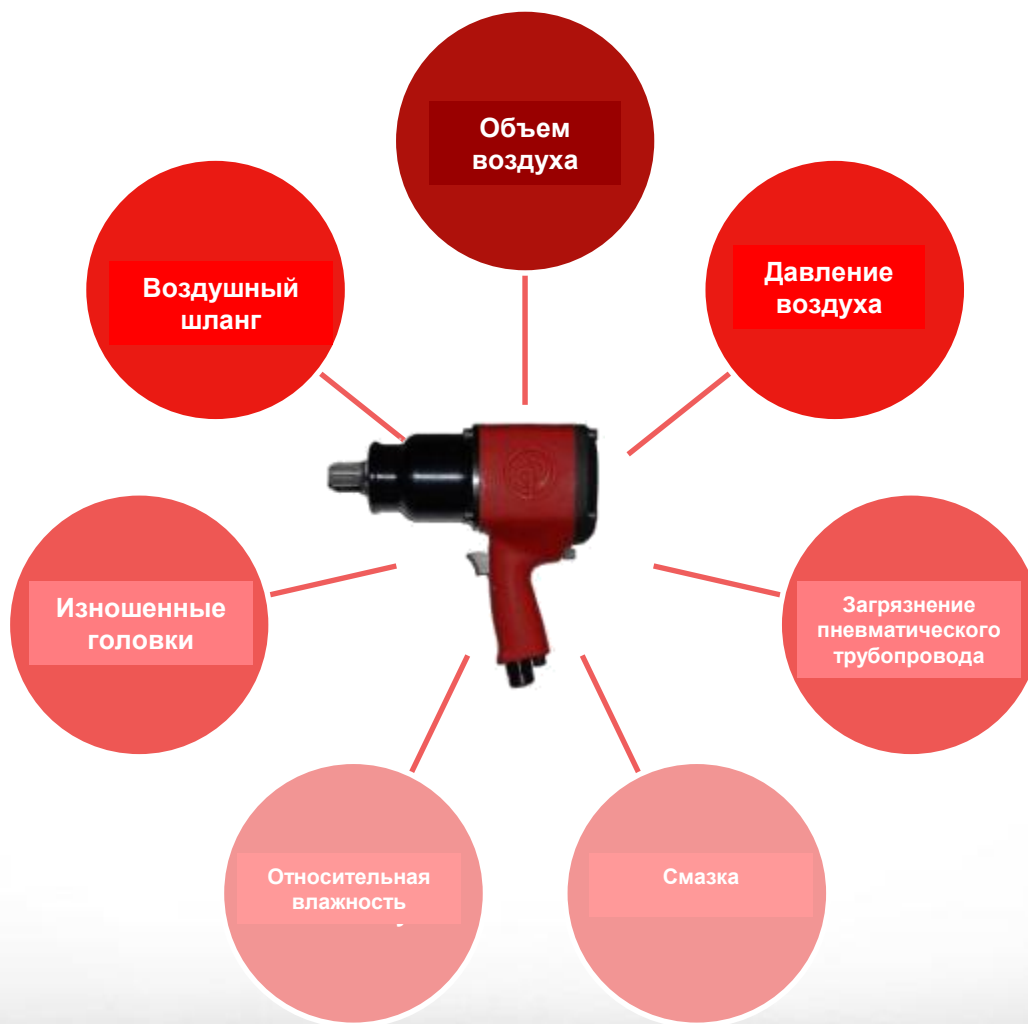 Объем
воздуха
Давление
воздуха
Загрязнение
пневматического
трубопровода
Смазка
Относительная
влажность
Изношенные
головки
Воздушный
шланг